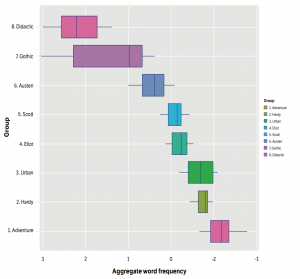 8. Didactic
7 Gothic
6. Austen
5. Scott
4. Eliot
3. Urban
2. Hardy
1. Adventure
Group
3 2 1 0 -1 -2 -1
Aggregate word frequency
Group
1. Adventure
2. Hardy
3. Urban
4. Eliot
5. Scott
6. Austen
7. Gothic
8. Didactic